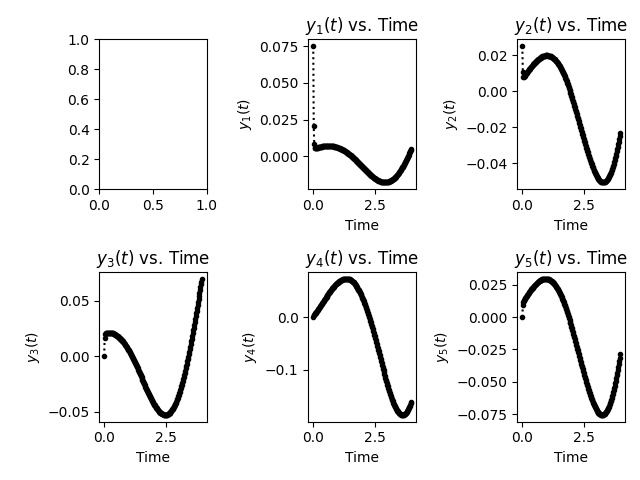 y₁(t) vs. Time
y₂(t) vs. Time
1.0
0.8
0.6
0.4
0.2
0.0
0.0 0.5 1.0
y₁(t)
0.075
0.050
0.025
0.000
0.0 2.5
Time
y₂(t)
0.02
0.00
−0.02
−0.04
0.0 2.5
Time
y₃(t) vs. Time
y₄(t) vs. Time
y₅(t) vs. Time
y₃(t)
0.05
0.00
−0.05
0.0 2.5
Time
y₄(t)
0.0
−0.1
0.0 2.5
Time
y₅(t)
0.025
0.000
−0.025
−0.050
−0.075
0.0 2.5
Time